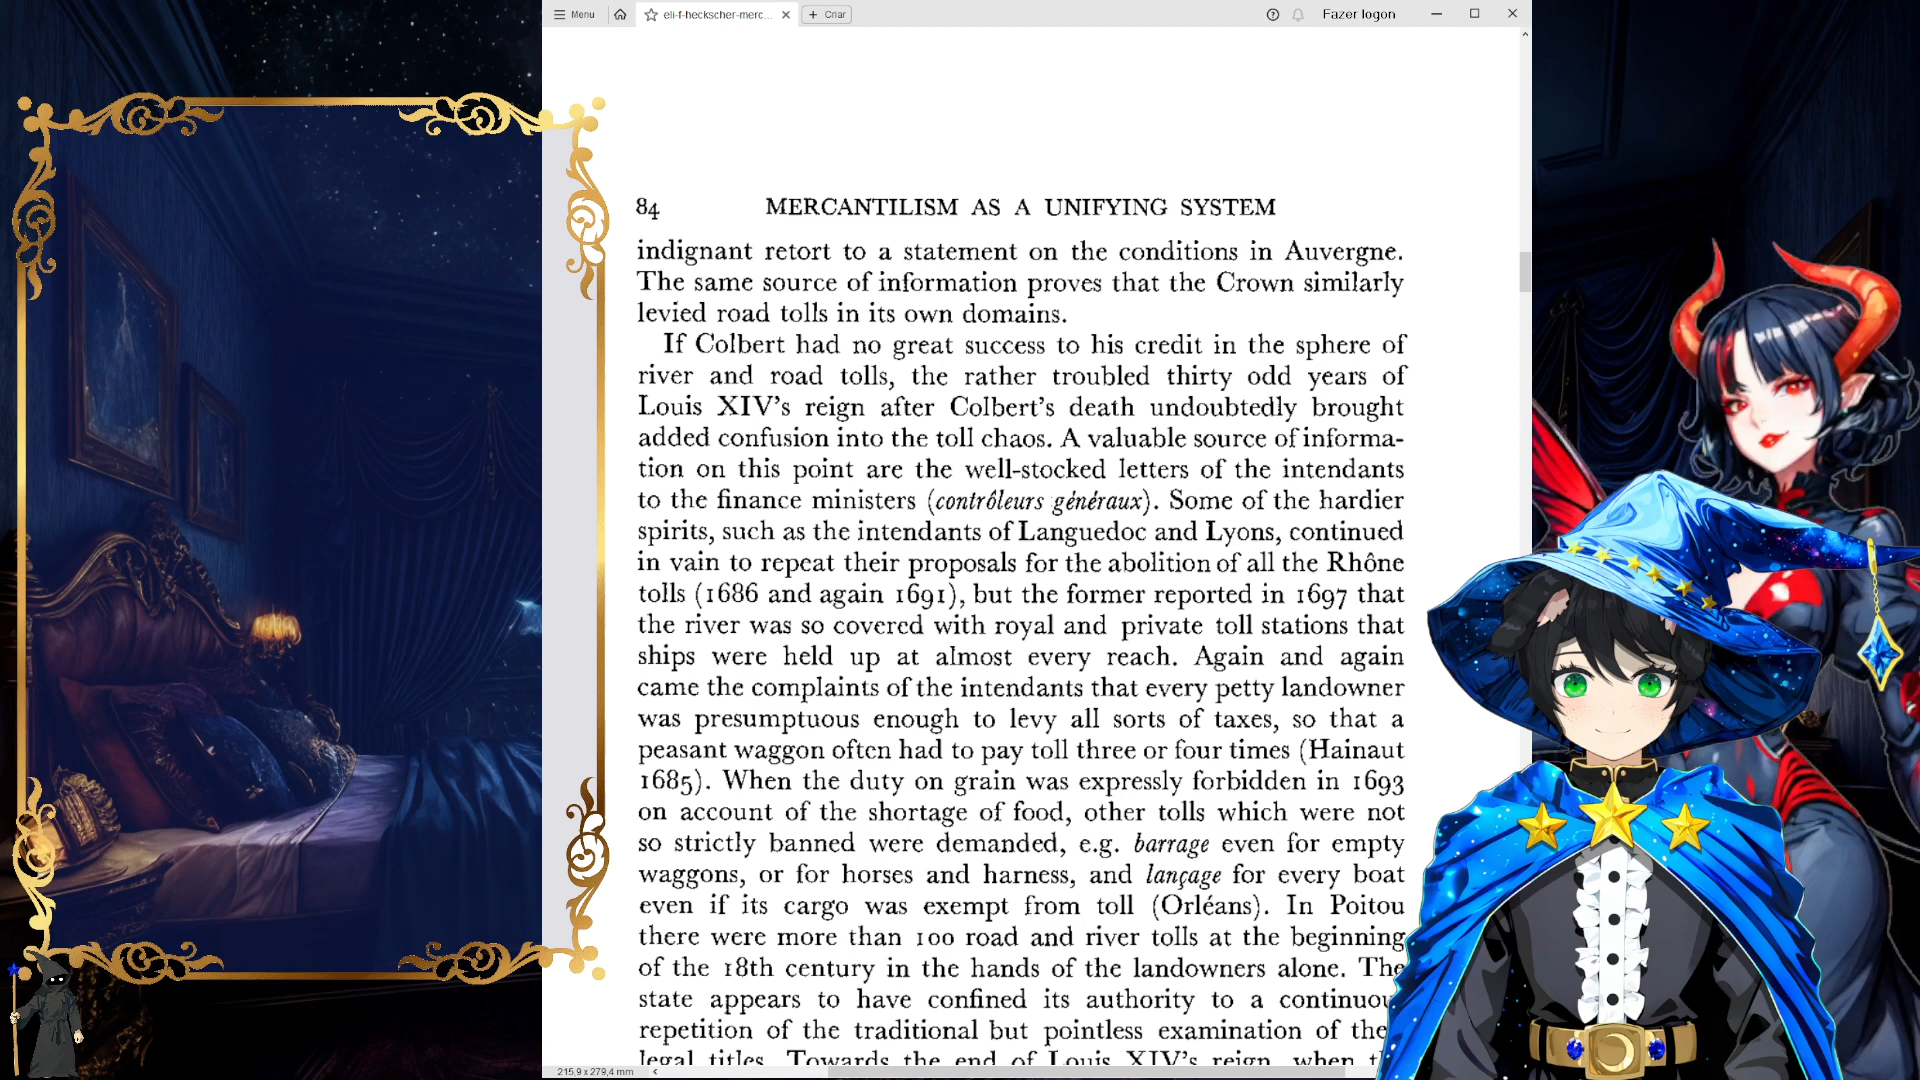 Menu
eli-f-heckscher-merc...
+ Criar
Fazer logon
84 MERCANTILISM AS A UNIFYING SYSTEM
indignant retort to a statement on the conditions in Auvergne.
The same source of information proves that the Crown similarly
levied road tolls in its own domains.
If Colbert had no great success to his credit in the sphere of
river and road tolls, the rather troubled thirty odd years of
Louis XIV's reign after Colbert's death undoubtedly brought
added confusion into the toll chaos. A valuable source of informa-
tion on this point are the well-stocked letters of the intendants
to the finance ministers (contrôleurs généraux). Some of the hardier
spirits, such as the intendants of Languedoc and Lyons, continued
in vain to repeat their proposals for the abolition of all the Rhône
tolls (1686 and again 1691), but the former reported in 1697 that
the river was so covered with royal and private toll stations that
ships were held up at almost every reach. Again and again
came the complaints of the intendants that every petty landowner
was presumptuous enough to levy all sorts of taxes, so that a
peasant waggon often had to pay toll three or four times (Hainaut
1685). When the duty on grain was expressly forbidden in 1693
on account of the shortage of food, other tolls which were not
so strictly banned were demanded, e.g. barrage even for empty
waggons, or for horses and harness, and lançage for every boat
even if its cargo was exempt from toll (Orléans). In Poitou
there were more than 100 road and river tolls at the beginning
of the 18th century in the hands of the landowners alone. The
state appears to have confined its authority to a continuou
repetition of the traditional but pointless examination of the
legal titles. Towards the end of Louis XIV's reign, when
215,9 x 279,4 mm